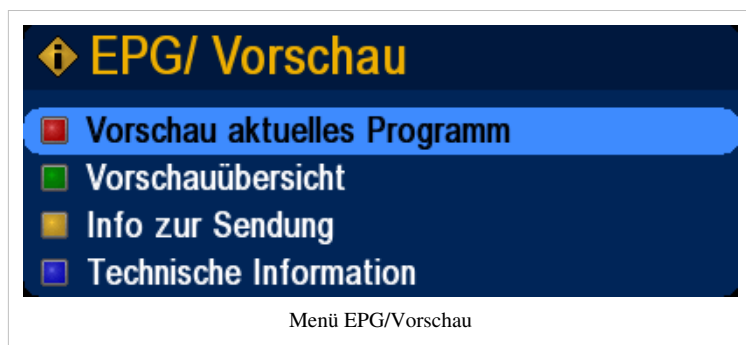 EPG/ Vorschau
Vorschau aktuelles Programm
Vorschauübersicht
Info zur Sendung
Technische Information
Menü EPG/Vorschau